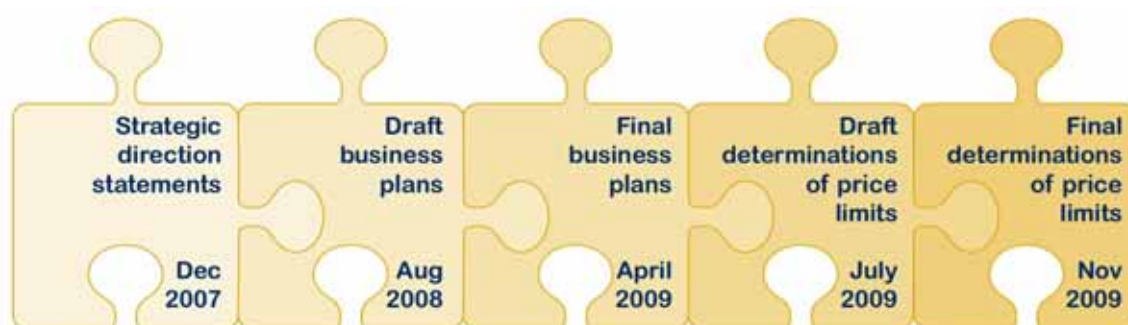 Strategic
direction
statements
Dec
2007
Draft
business
plans
Aug
2008
Final
business
plans
April
2009
Draft
determinations
of price
limits
July
2009
Final
determinations
of price
limits
Nov
2009